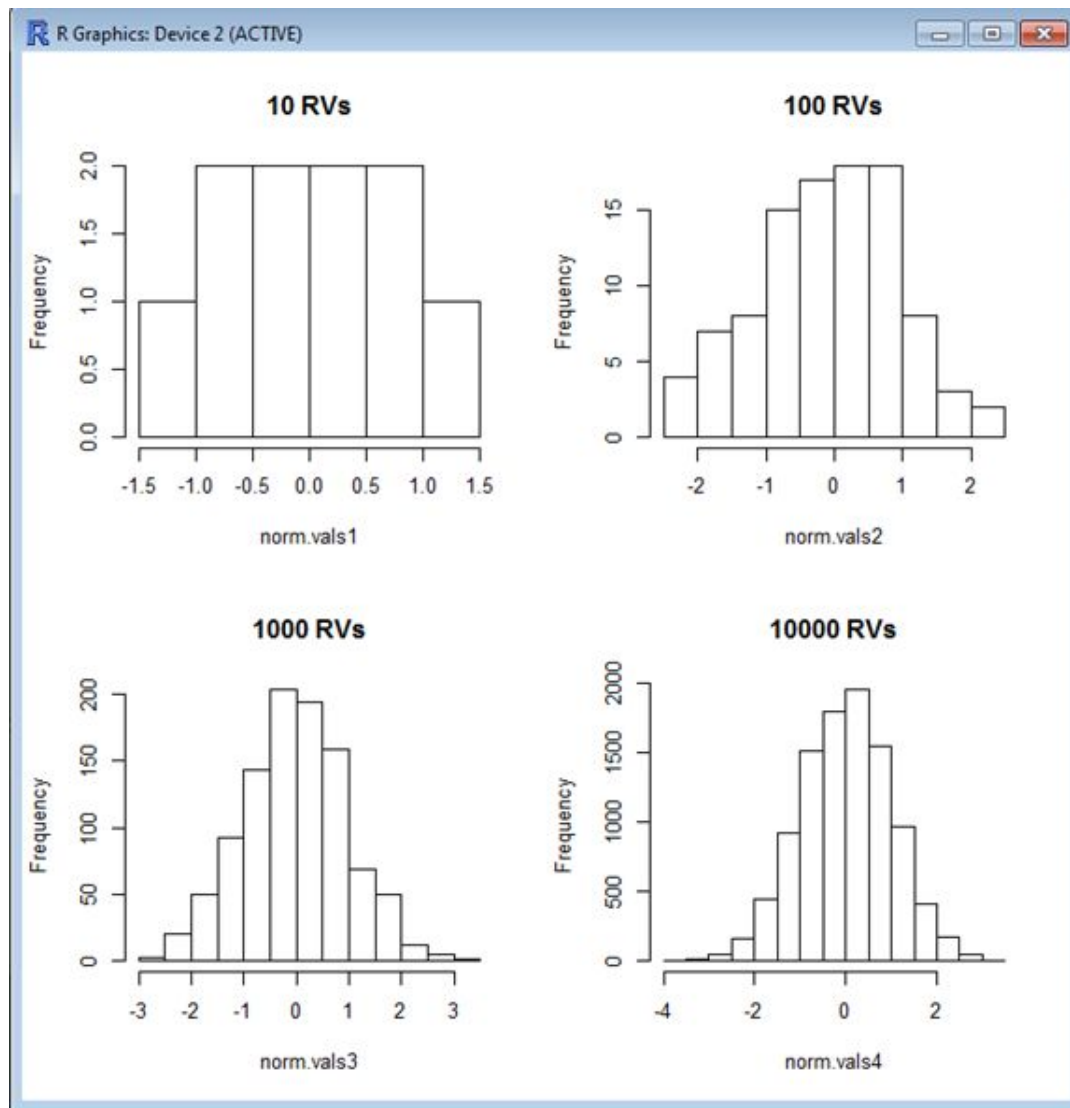 R Graphics: Device 2 (ACTIVE)
10 RVs
Frequency
0.0 0.5 1.0 1.5 2.0
-1.5 -1.0 -0.5 0.0 0.5 1.0 1.5
norm.vals1
100 RVs
Frequency
0 5 10 15
-2 -1 0 1 2
norm.vals2
1000 RVs
Frequency
0 50 100 150 200
-3 -2 -1 0 1 2 3
norm.vals3
10000 RVs
Frequency
0 500 1000 1500 2000
-4 -2 0 2
norm.vals4